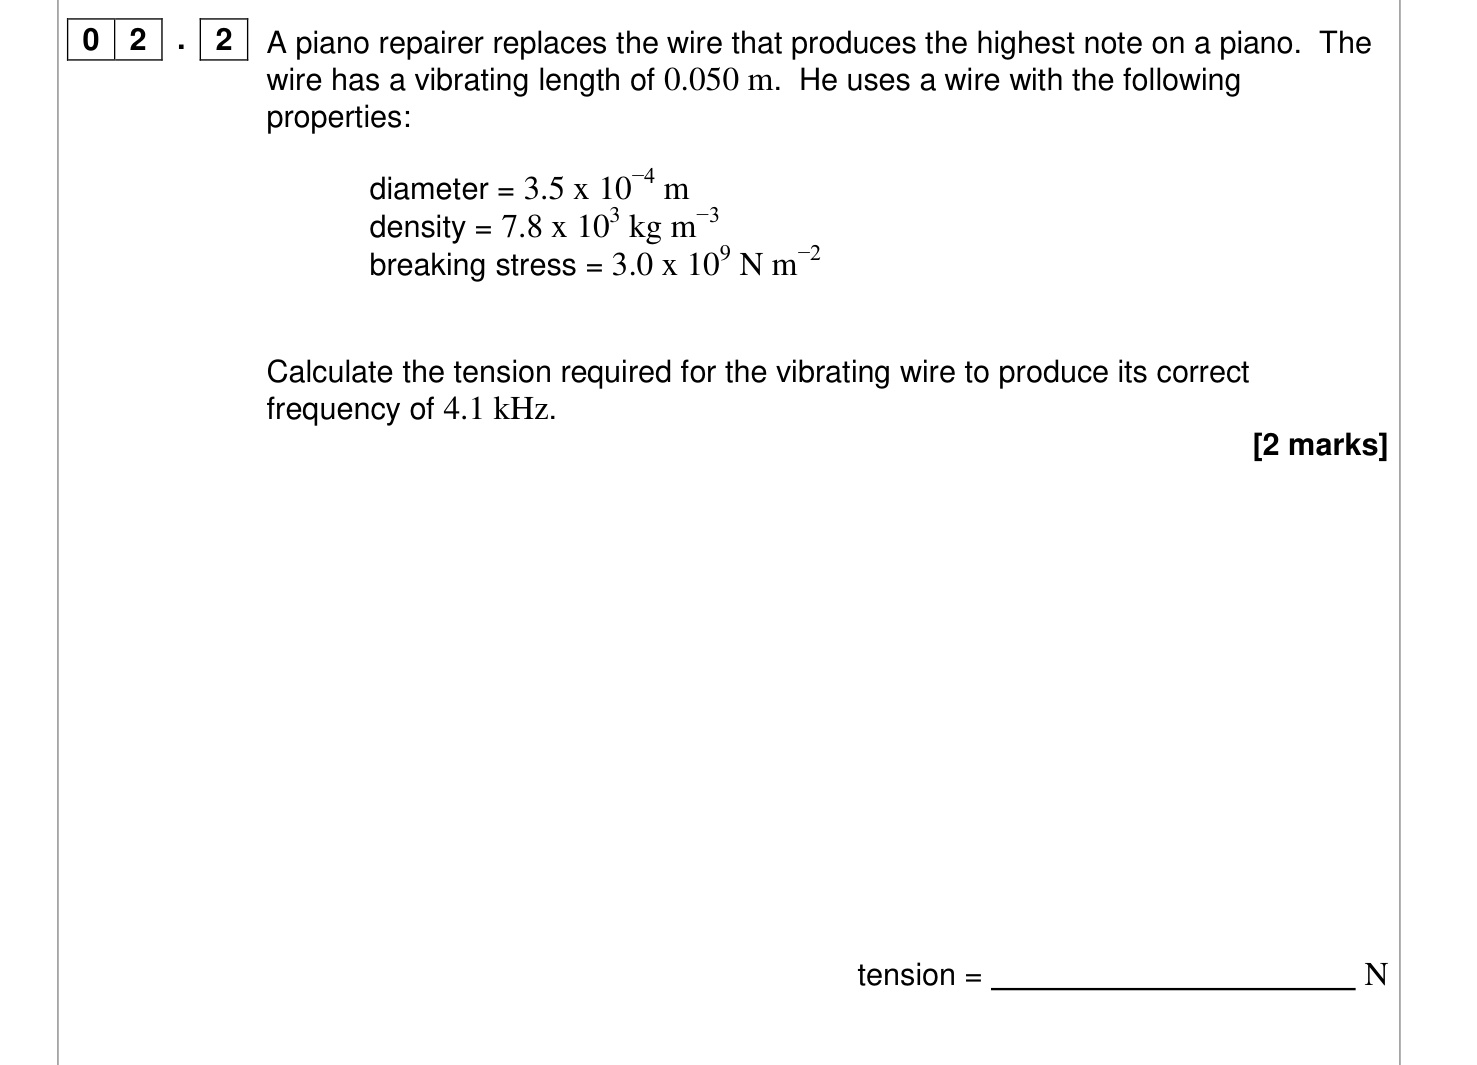 0 2 . 2 A piano repairer replaces the wire that produces the highest note on a piano. The
wire has a vibrating length of 0.050 m. He uses a wire with the following
properties:
diameter = 3.5 x 10⁻⁴ m
density = 7.8 x 10³ kg m⁻³
breaking stress = 3.0 x 10⁹ N m⁻²
Calculate the tension required for the vibrating wire to produce its correct
frequency of 4.1 kHz.
[2 marks]
tension = ______________________ N